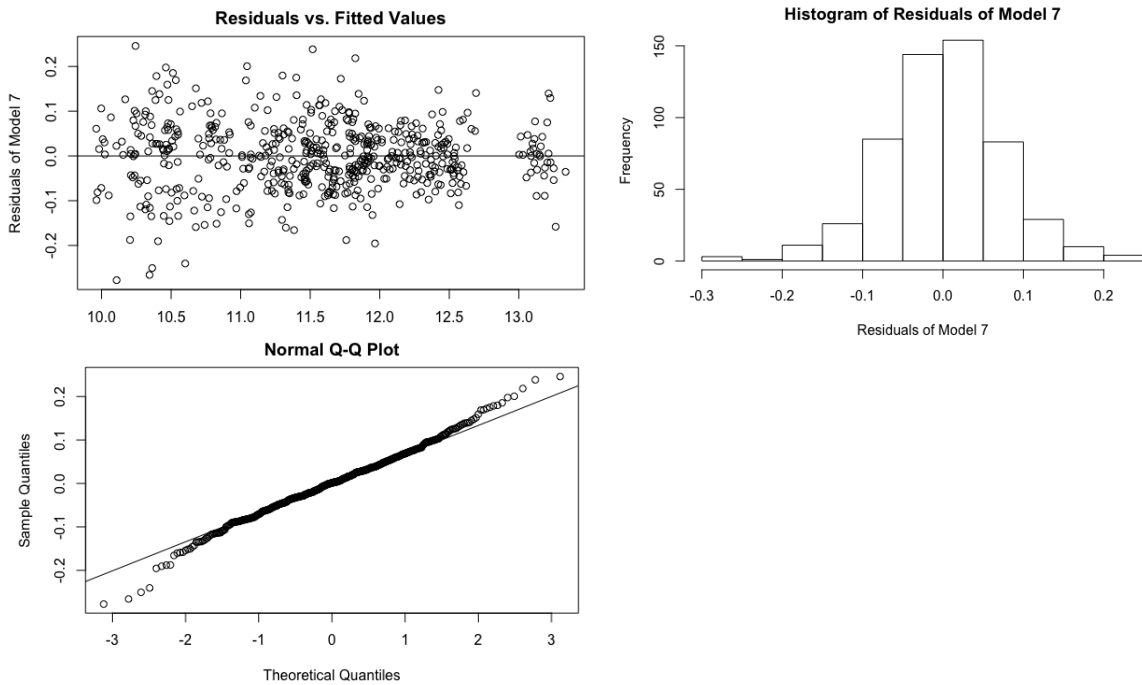 Residuals vs. Fitted Values
Residuals of Model 7
0.2
0.1
0.0
-0.1
-0.2
10.0 10.5 11.0 11.5 12.0 12.5 13.0
Histogram of Residuals of Model 7
Frequency
150
100
50
0
-0.3 -0.2 -0.1 0.0 0.1 0.2
Residuals of Model 7
Normal Q-Q Plot
Sample Quantiles
0.2
0.1
0.0
-0.1
-0.2
-3 -2 -1 0 1 2 3
Theoretical Quantiles